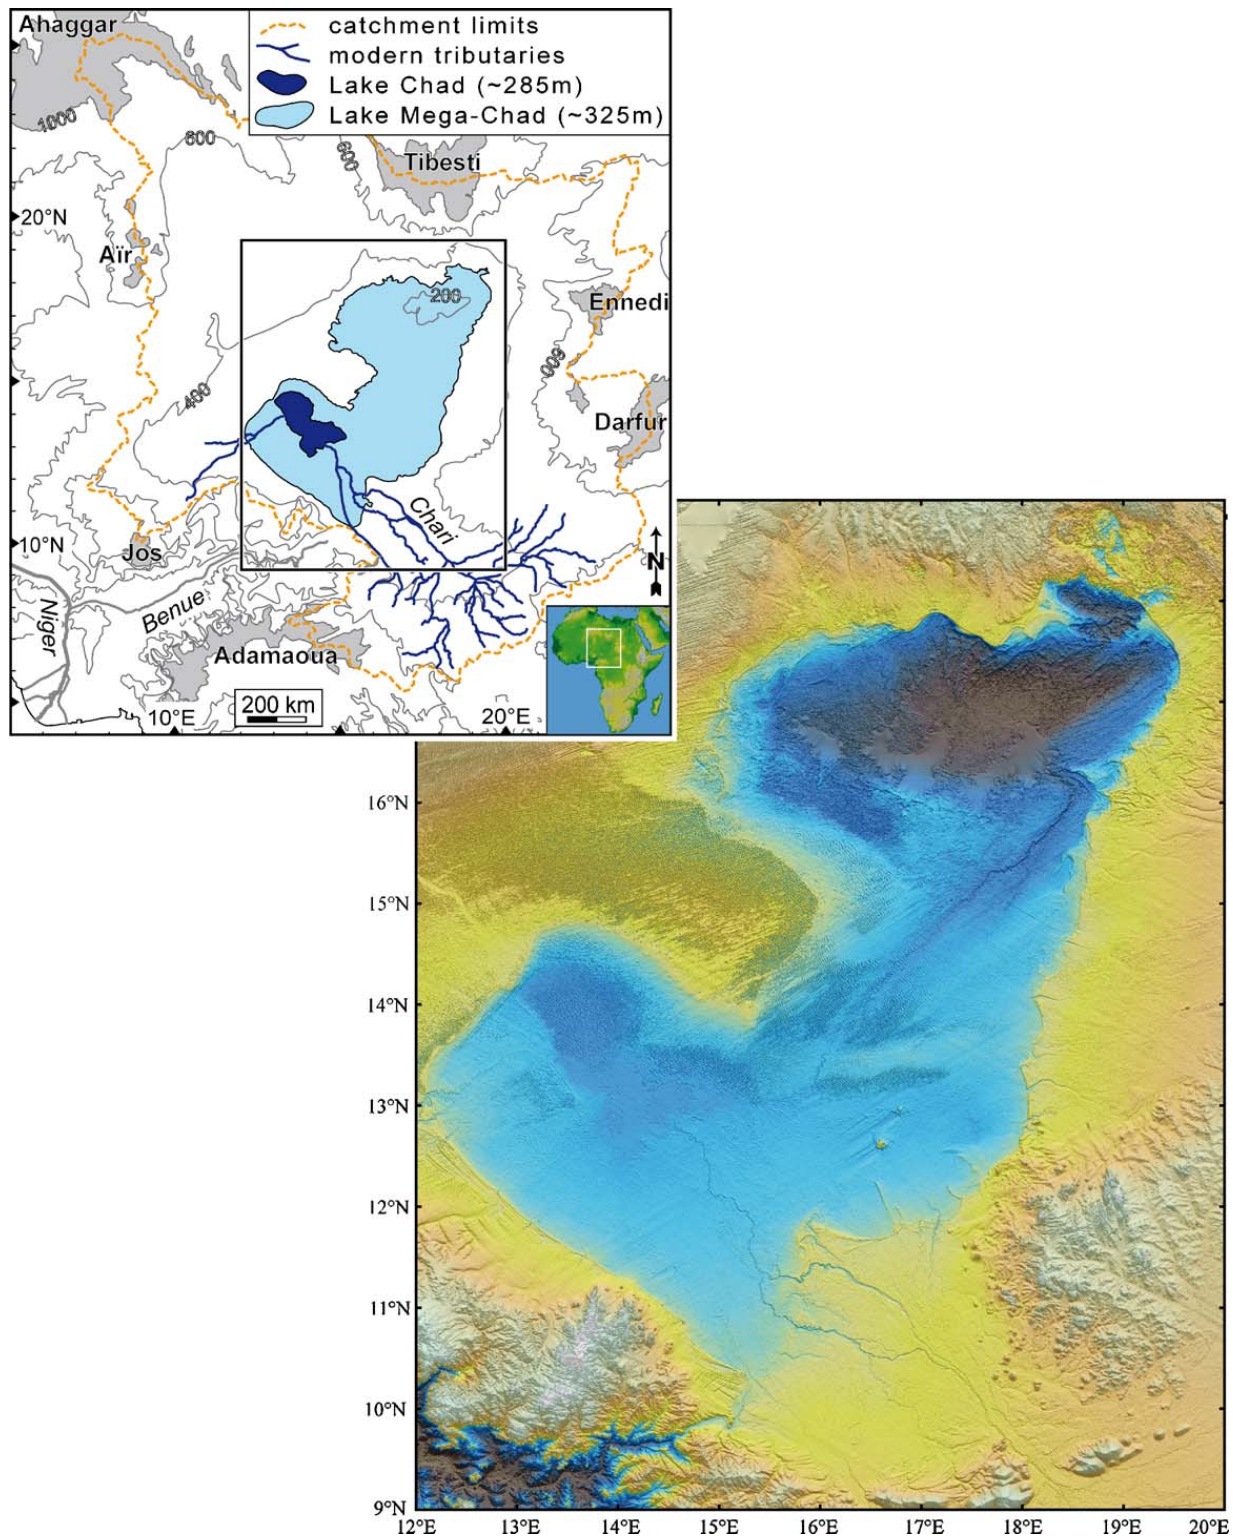 Ahaggar
catchment limits
modern tributaries
Lake Chad (~285m)
Lake Mega-Chad (~325m)
1000
800
600
Tibesti
20°N
Aïr
200
Ennedi
600
400
Darfur
Chari
10°N
Jos
N
Niger
Benue
Adamaoua
200 km
10°E
20°E
16°N
15°N
14°N
13°N
12°N
11°N
10°N
9°N
12°E
13°E
14°E
15°E
16°E
17°E
18°E
19°E
20°E